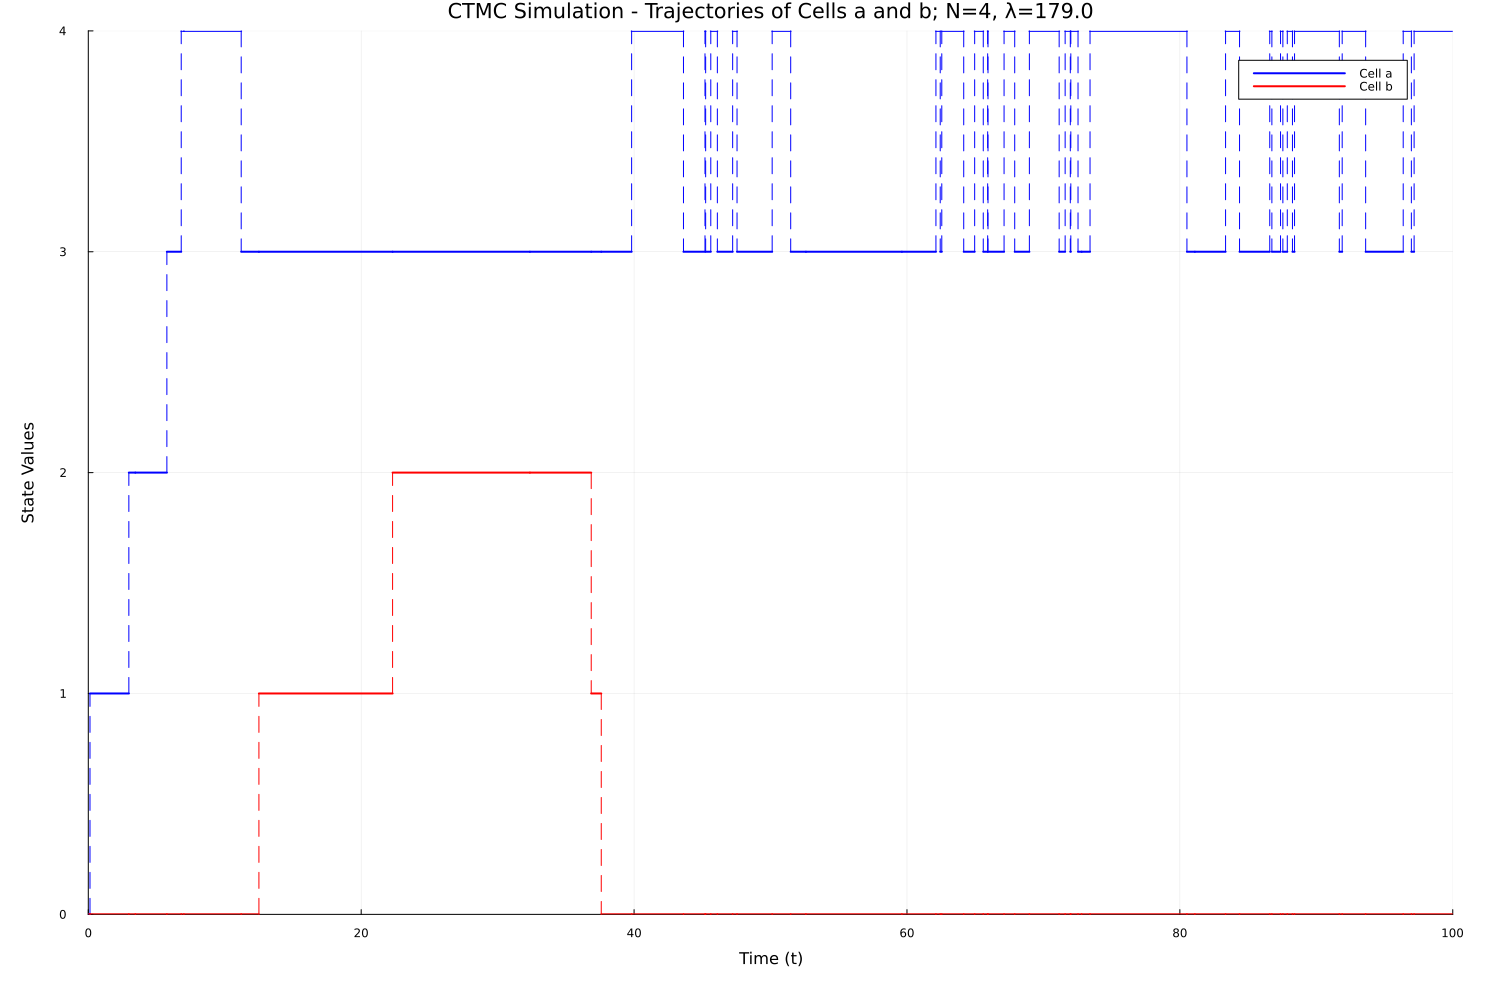 CTMC Simulation - Trajectories of Cells a and b; N=4, λ=179.0
4
Cell a
Cell b
3
State Values
2
1
0
0 20 40 60 80 100
Time (t)